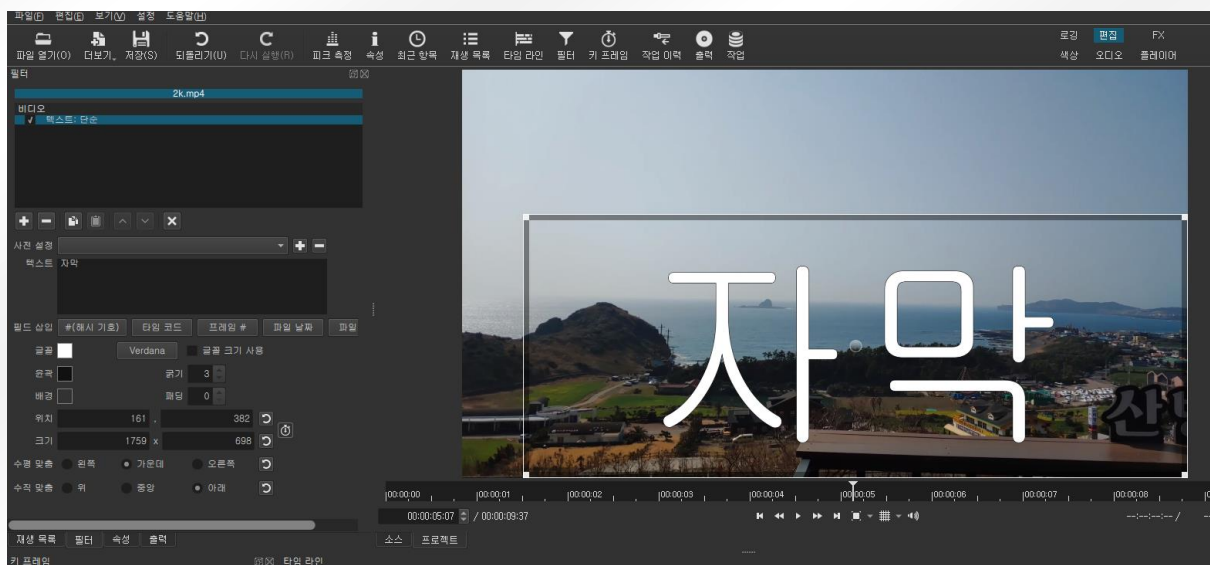 파일(F) 편집(E) 보기(V) 설정 도움말(H)
파일 열기(O) 더보기 저장(S) 되돌리기(U) 다시 실행(R) 피크 측정 속성 최근 항목 재생 목록 타임 라인 필터 키 프레임 작업 이력 출력 작업
로깅 편집 FX
색상 오디오 플레이어
필터
2k.mp4
비디오
텍스트: 단순
사전 설정
텍스트 자막
필드 삽입 #(해시 기호) 타임 코드 프레임 # 파일 날짜 파일
글꼴 Verdana 글꼴 크기 사용
윤곽 굵기 3
배경 패딩 0
위치 161 , 382
크기 1759 x 698
수평 맞춤 왼쪽 가운데 오른쪽
수직 맞춤 위 중앙 아래
자막
산
00:00:00 00:00:01 00:00:02 00:00:03 00:00:04 00:00:05 00:00:06 00:00:07 00:00:08
00:00:05:07 / 00:00:09:37
--:--:--:-- /
재생 목록 필터 속성 출력
소스 프로젝트
키 프레임 타임 라인